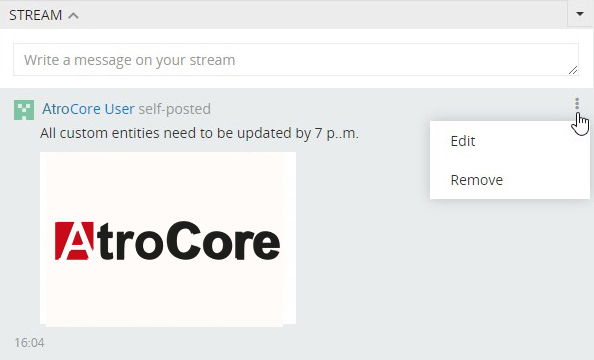 STREAM
Write a message on your stream
AtroCore User self-posted
All custom entities need to be updated by 7 p..m.
Edit
Remove
AtroCore
16:04